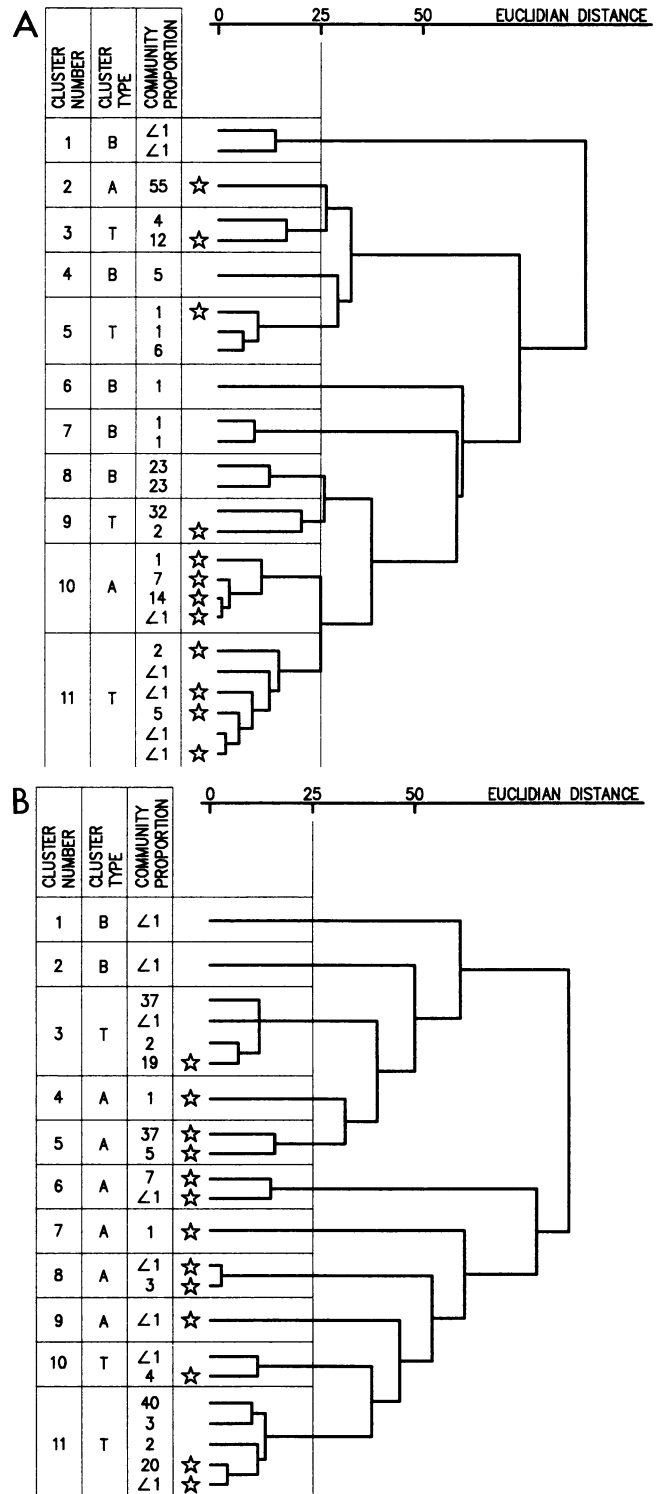 A
0 25 50 EUCLIDIAN DISTANCE
CLUSTER NUMBER
CLUSTER TYPE
COMMUNITY PROPORTION
1 B ∠1
∠1
2 A 55 ☆
3 T 4
12 ☆
4 B 5
5 T 1 ☆
1
6
6 B 1
7 B 1
1
8 B 23
23
9 T 32
2 ☆
10 A 1 ☆
7 ☆
14 ☆
∠1 ☆
11 T 2 ☆
∠1
∠1 ☆
5 ☆
∠1
∠1 ☆
B
0 25 50 EUCLIDIAN DISTANCE
CLUSTER NUMBER
CLUSTER TYPE
COMMUNITY PROPORTION
1 B ∠1
2 B ∠1
3 T 37
∠1
2
19 ☆
4 A 1 ☆
5 A 37 ☆
5 ☆
6 A 7 ☆
∠1 ☆
7 A 1 ☆
8 A ∠1 ☆
3 ☆
9 A ∠1 ☆
10 T ∠1
4 ☆
11 T 40
3
2
20 ☆
∠1 ☆